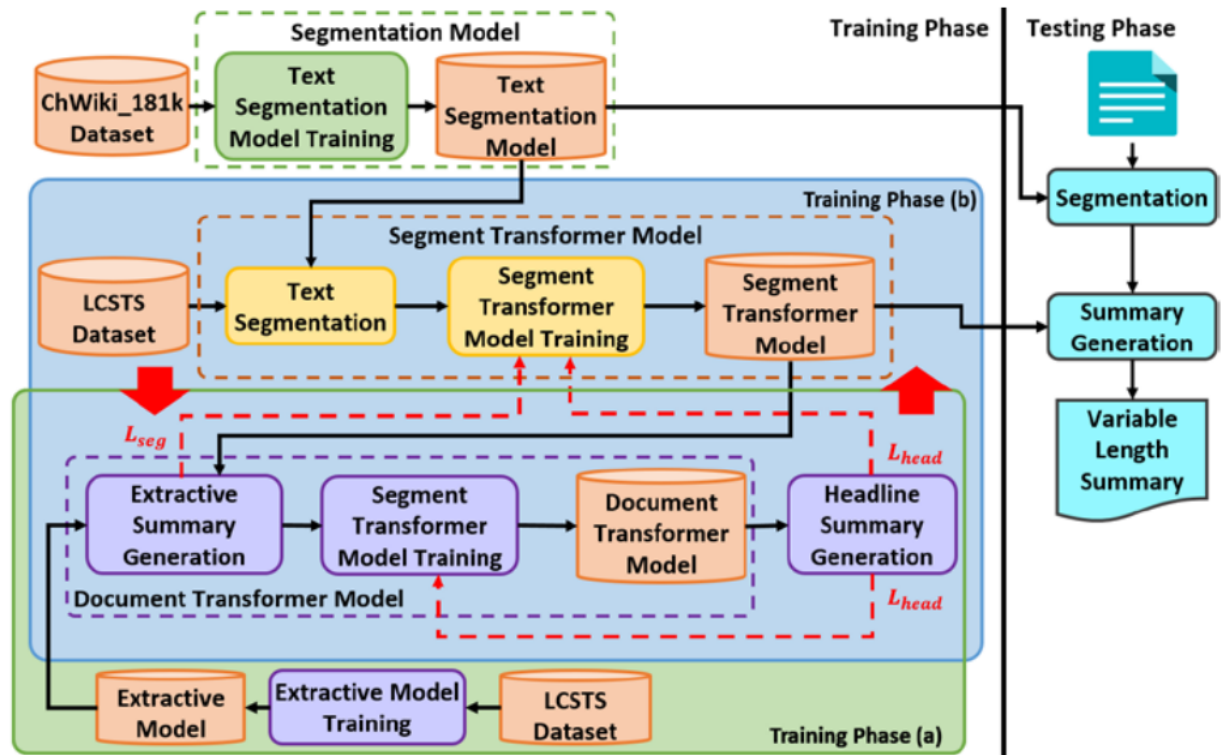 Segmentation Model
Training Phase
Testing Phase
ChWiki_181k
Dataset
Text
Segmentation
Model Training
Text
Segmentation
Model
Segmentation
Training Phase (b)
Segment Transformer Model
LCSTS
Dataset
Text
Segmentation
Segment
Transformer
Model Training
Segment
Transformer
Model
Summary
Generation
Variable
Length
Summary
L_seg
L_head
Extractive
Summary
Generation
Segment
Transformer
Model Training
Document
Transformer
Model
Headline
Summary
Generation
Document Transformer Model
L_head
Extractive
Model
Extractive Model
Training
LCSTS
Dataset
Training Phase (a)